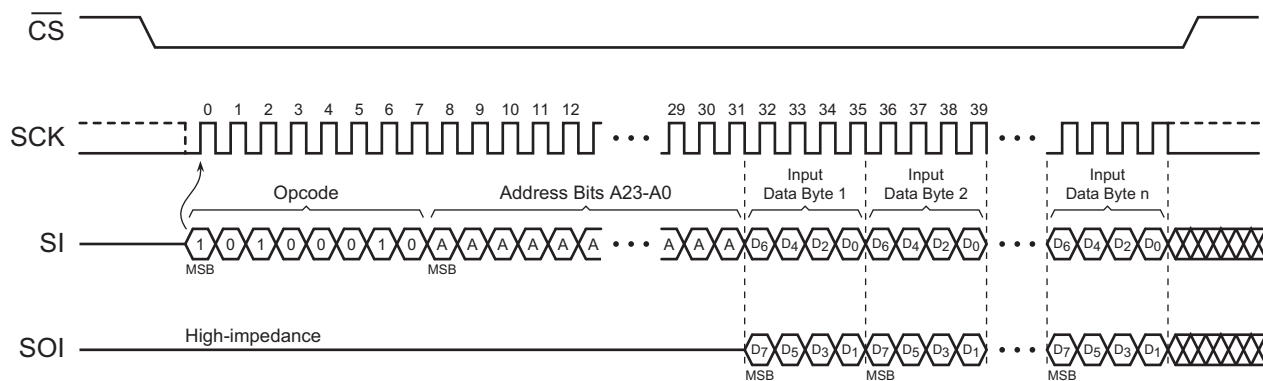 CS
SCK
0 1 2 3 4 5 6 7 8 9 10 11 12 29 30 31 32 33 34 35 36 37 38 39
Opcode
Address Bits A23-A0
Input
Data Byte 1
Input
Data Byte 2
Input
Data Byte n
SI
1 0 1 0 0 0 1 0 A A A A A A A A A D6 D4 D2 D0 D6 D4 D2 D0 D6 D4 D2 D0
MSB MSB
High-impedance
SOI
D7 D5 D3 D1 D7 D5 D3 D1 D7 D5 D3 D1
MSB MSB MSB